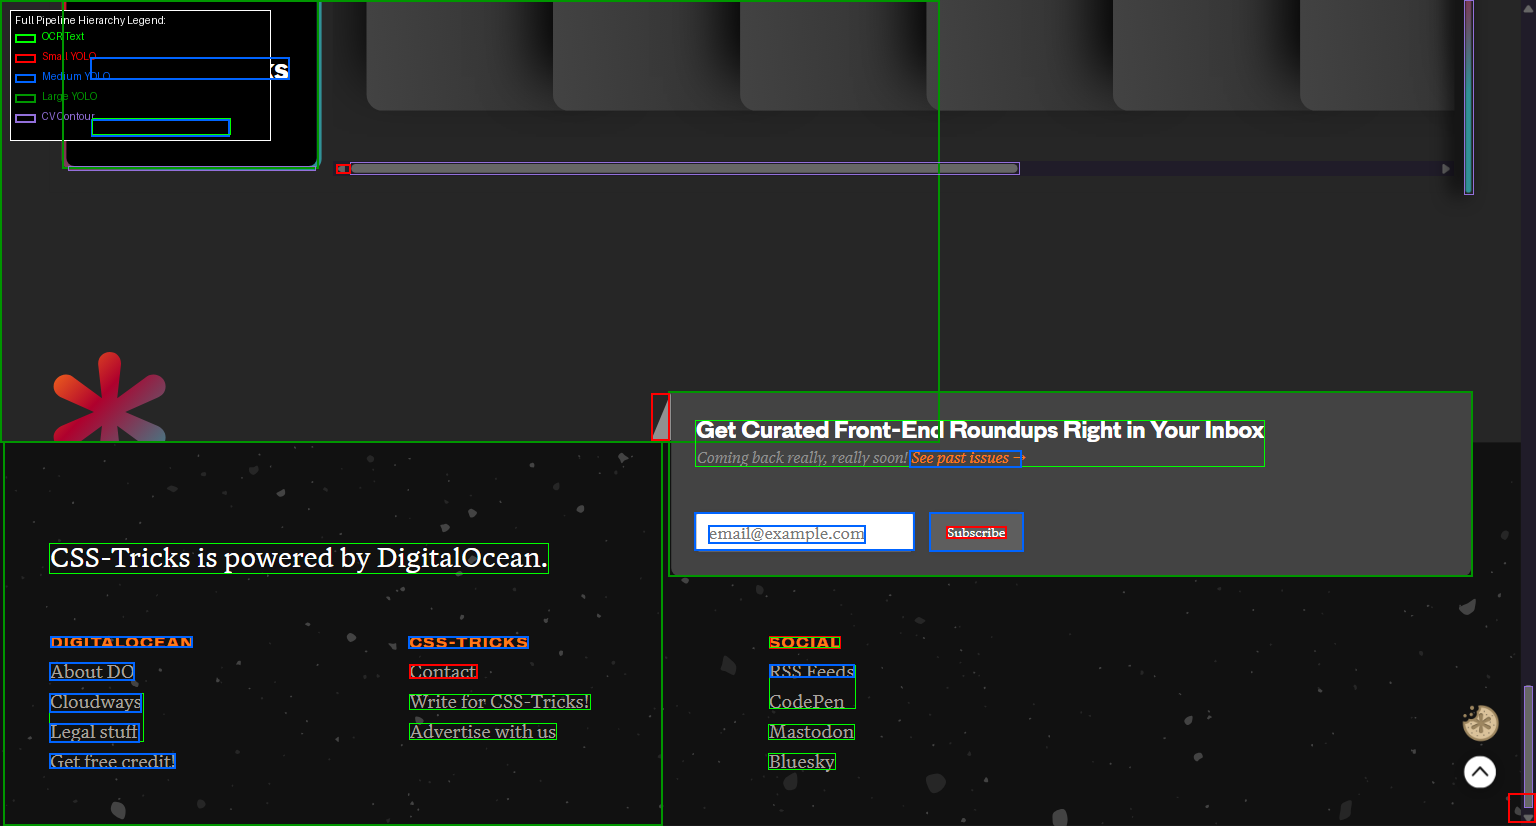 Full Pipeline Hierarchy Legend:
OCR Text
Small YOLO
Medium YOLO
Large YOLO
CV Contour
ks
Get Curated Front-End Roundups Right in Your Inbox
Coming back really, really soon! See past issues →
email@example.com
Subscribe
CSS-Tricks is powered by DigitalOcean.
DIGITALOCEAN
About DO
Cloudways
Legal stuff
Get free credit!
CSS-TRICKS
Contact
Write for CSS-Tricks!
Advertise with us
SOCIAL
RSS Feeds
CodePen
Mastodon
Bluesky